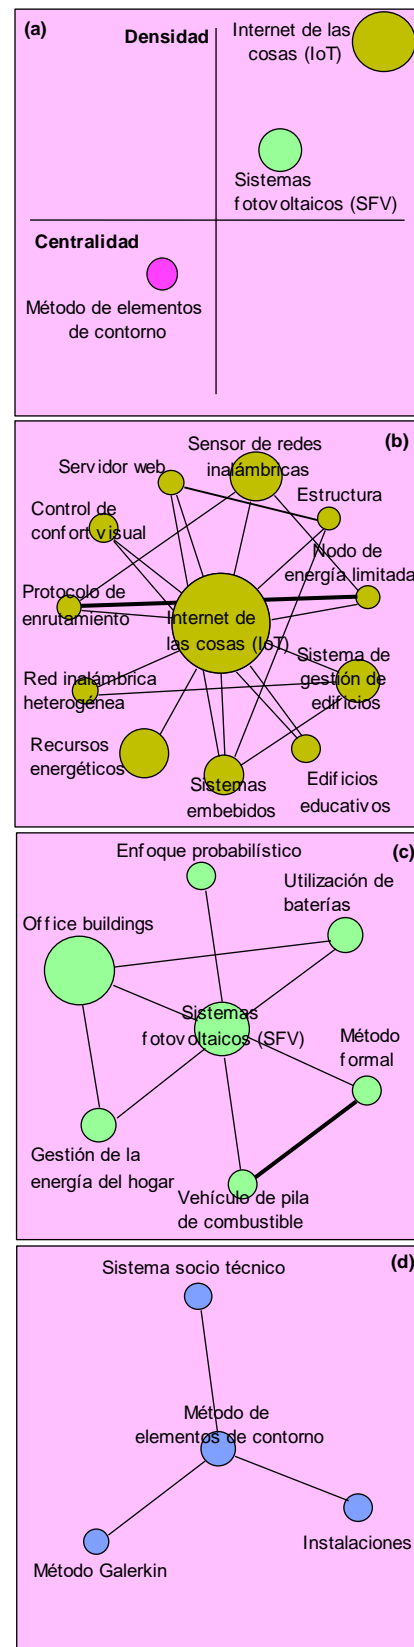 (a)
Densidad
Internet de las
cosas (IoT)
Sistemas
fotovoltaicos (SFV)
Centralidad
Método de elementos
de contorno
(b)
Sensor de redes
inalámbricas
Servidor web
Estructura
Control de
confort visual
Nodo de
energía limitada
Protocolo de
enrutamiento
Internet de
las cosas (IoT)
Sistema de
gestión de
edificios
Red inalámbrica
heterogénea
Recursos
energéticos
Sistemas
embebidos
Edificios
educativos
(c)
Enfoque probabilístico
Utilización de
baterías
Office buildings
Sistemas
fotovoltaicos (SFV)
Método
formal
Gestión de la
energía del hogar
Vehículo de pila
de combustible
(d)
Sistema socio técnico
Método de
elementos de contorno
Instalaciones
Método Galerkin